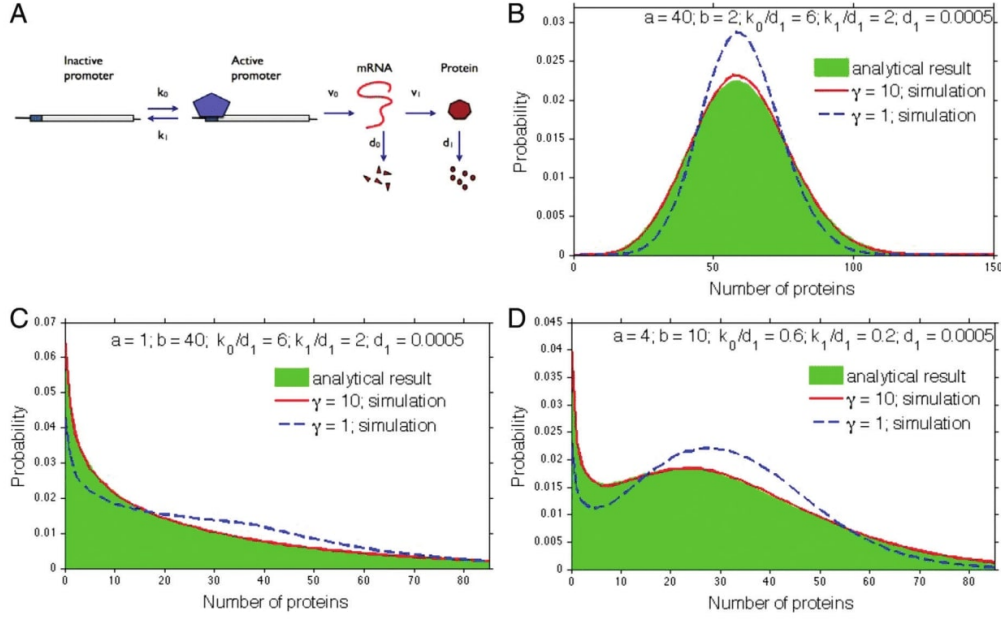 A
Inactive promoter
Active promoter
mRNA
Protein
k₀
k₁
v₀
v₁
d₀
d₁
B
a = 40; b = 2; k₀/d₁ = 6; k₁/d₁ = 2; d₁ = 0.0005
analytical result
γ = 10; simulation
γ = 1; simulation
Probability
0.03
0.025
0.02
0.015
0.01
0.005
0
0
50
100
150
Number of proteins
C
a = 1; b = 40; k₀/d₁ = 6; k₁/d₁ = 2; d₁ = 0.0005
analytical result
γ = 10; simulation
γ = 1; simulation
Probability
0.07
0.06
0.05
0.04
0.03
0.02
0.01
0
0
10
20
30
40
50
60
70
80
Number of proteins
D
a = 4; b = 10; k₀/d₁ = 0.6; k₁/d₁ = 0.2; d₁ = 0.0005
analytical result
γ = 10; simulation
γ = 1; simulation
Probability
0.045
0.04
0.035
0.03
0.025
0.02
0.015
0.01
0.005
0
0
10
20
30
40
50
60
70
80
Number of proteins